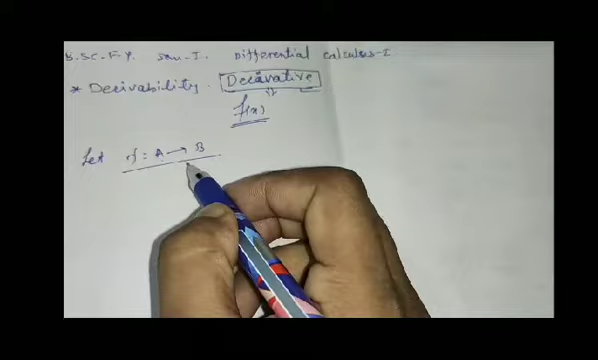 B.SC.F.Y. Sem-I. Differential calculus-I
* Derivability. Derivative
f(x)
Let f: A → B